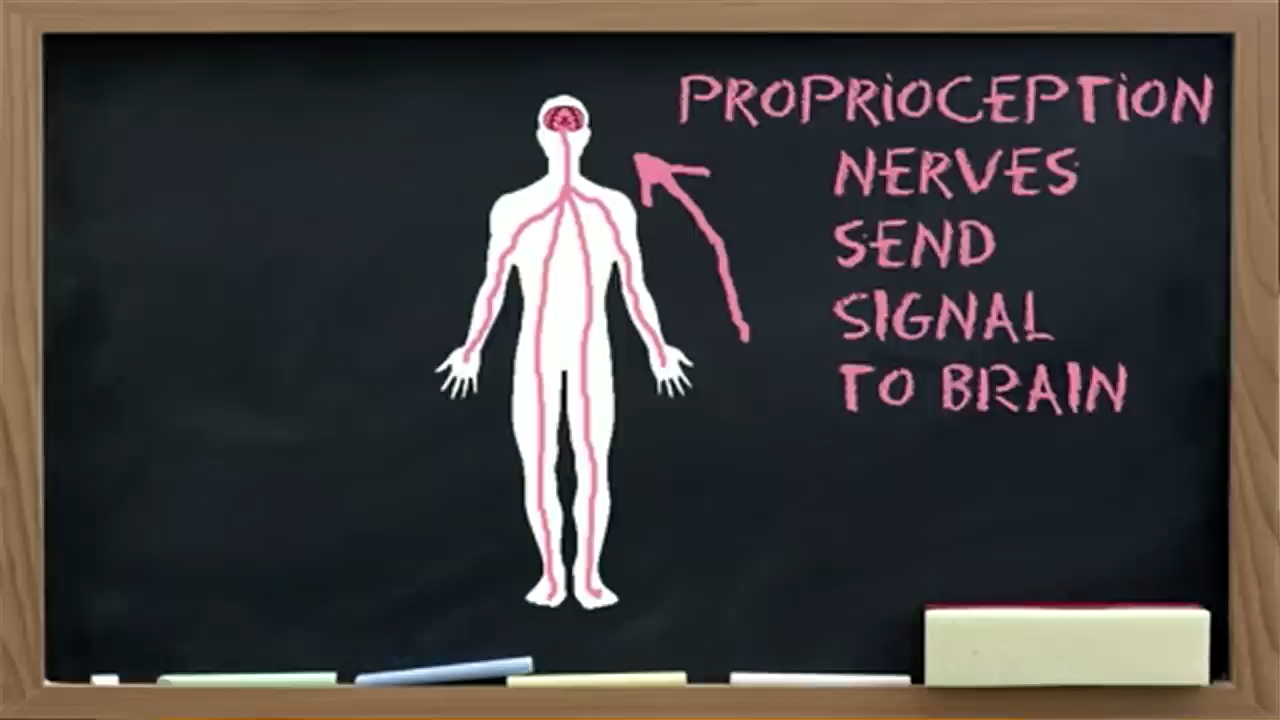 PROPRiOCEPTiON
NERVES
SEND
SIGNAL
TO BRAIN